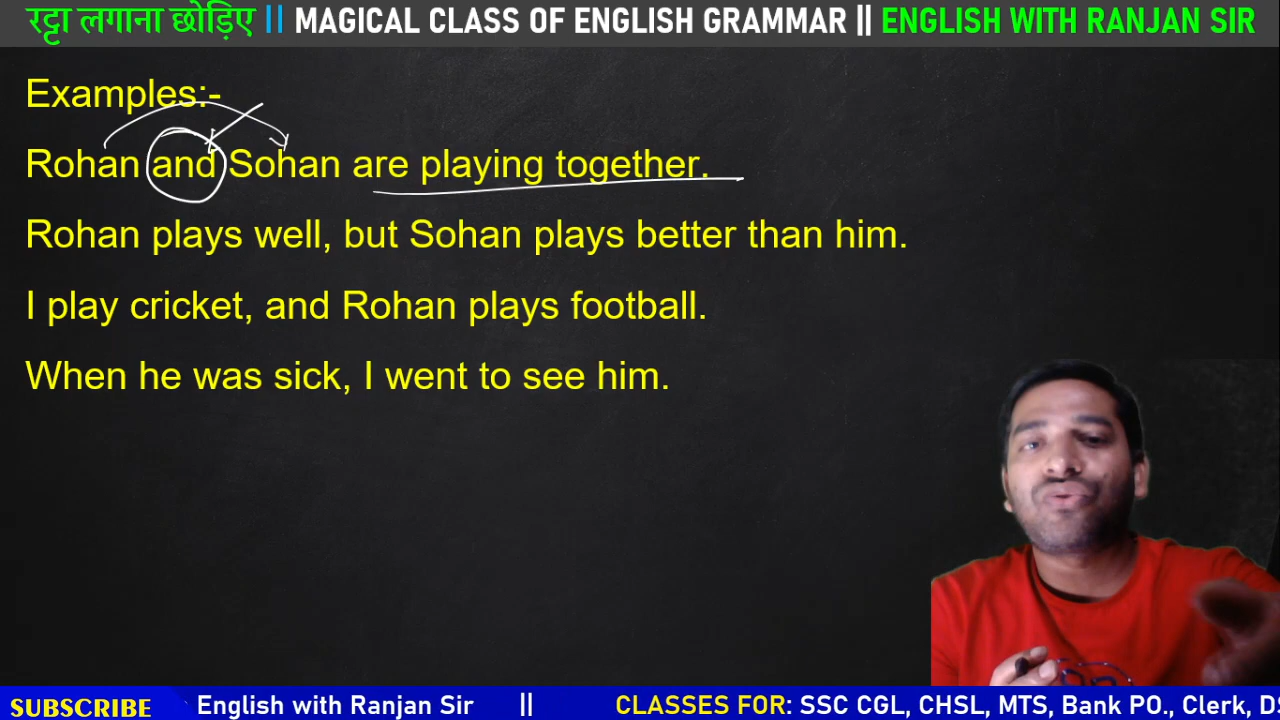 रट्टा लगाना छोड़िए || MAGICAL CLASS OF ENGLISH GRAMMAR || ENGLISH WITH RANJAN SIR
Examples:-
Rohan and Sohan are playing together.
Rohan plays well, but Sohan plays better than him.
I play cricket, and Rohan plays football.
When he was sick, I went to see him.
SUBSCRIBE English with Ranjan Sir || CLASSES FOR: SSC CGL, CHSL, MTS, Bank PO., Clerk, DS